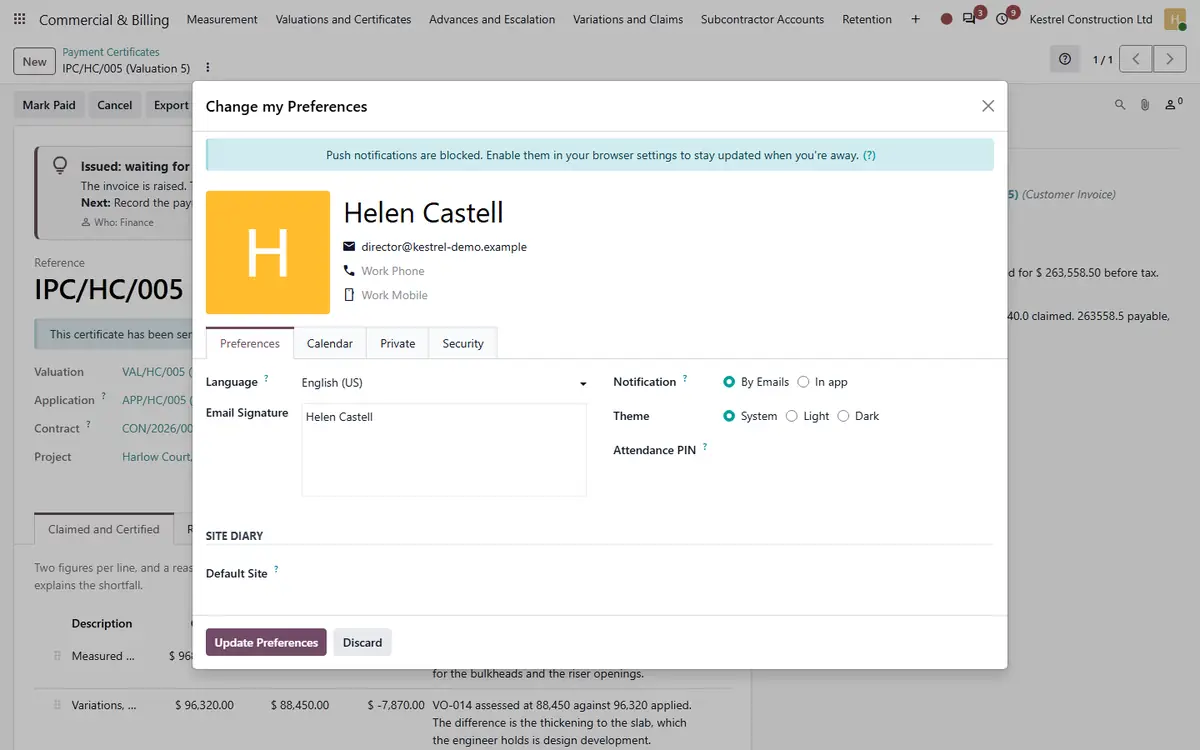 Commercial & Billing Measurement Valuations and Certificates Advances and Escalation Variations and Claims Subcontractor Accounts Retention + 3 9 Kestrel Construction Ltd H
New Payment Certificates
IPC/HC/005 (Valuation 5) 1 / 1
Mark Paid Cancel Export 0
Change my Preferences
Push notifications are blocked. Enable them in your browser settings to stay updated when you're away. (?)
Issued: waiting for
The invoice is raised.
Next: Record the pay
Who: Finance
5) (Customer Invoice)
H
Helen Castell
director@kestrel-demo.example
Work Phone
Work Mobile
Reference
IPC/HC/005
d for $ 263,558.50 before tax.
40.0 claimed. 263558.5 payable,
This certificate has been ser
Preferences Calendar Private Security
Valuation VAL/HC/005 (
Application ? APP/HC/005 (
Contract ? CON/2026/00
Project Harlow Court,
Language ? English (US)
Email Signature Helen Castell
Notification ? By Emails In app
Theme System Light Dark
Attendance PIN ?
SITE DIARY
Default Site ?
Claimed and Certified R
Two figures per line, and a reas
explains the shortfall.
Update Preferences Discard
Description
Measured ... $ 968
for the bulkheads and the riser openings.
Variations, ... $ 96,320.00 $ 88,450.00 $ -7,870.00 VO-014 assessed at 88,450 against 96,320 applied.
The difference is the thickening to the slab, which
the engineer holds is design development.